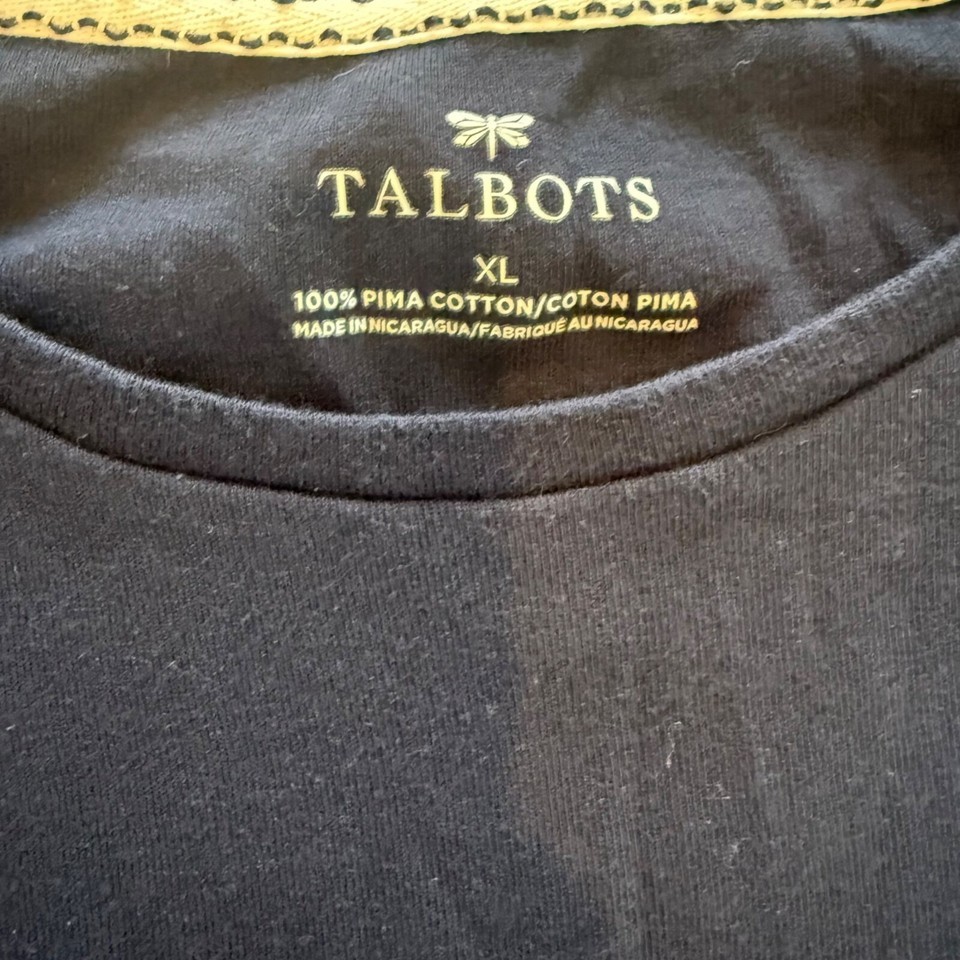 TALBOTS
XL
100% PIMA COTTON/COTON PIMA
MADE IN NICARAGUA/FABRIQUÉ AU NICARAGUA